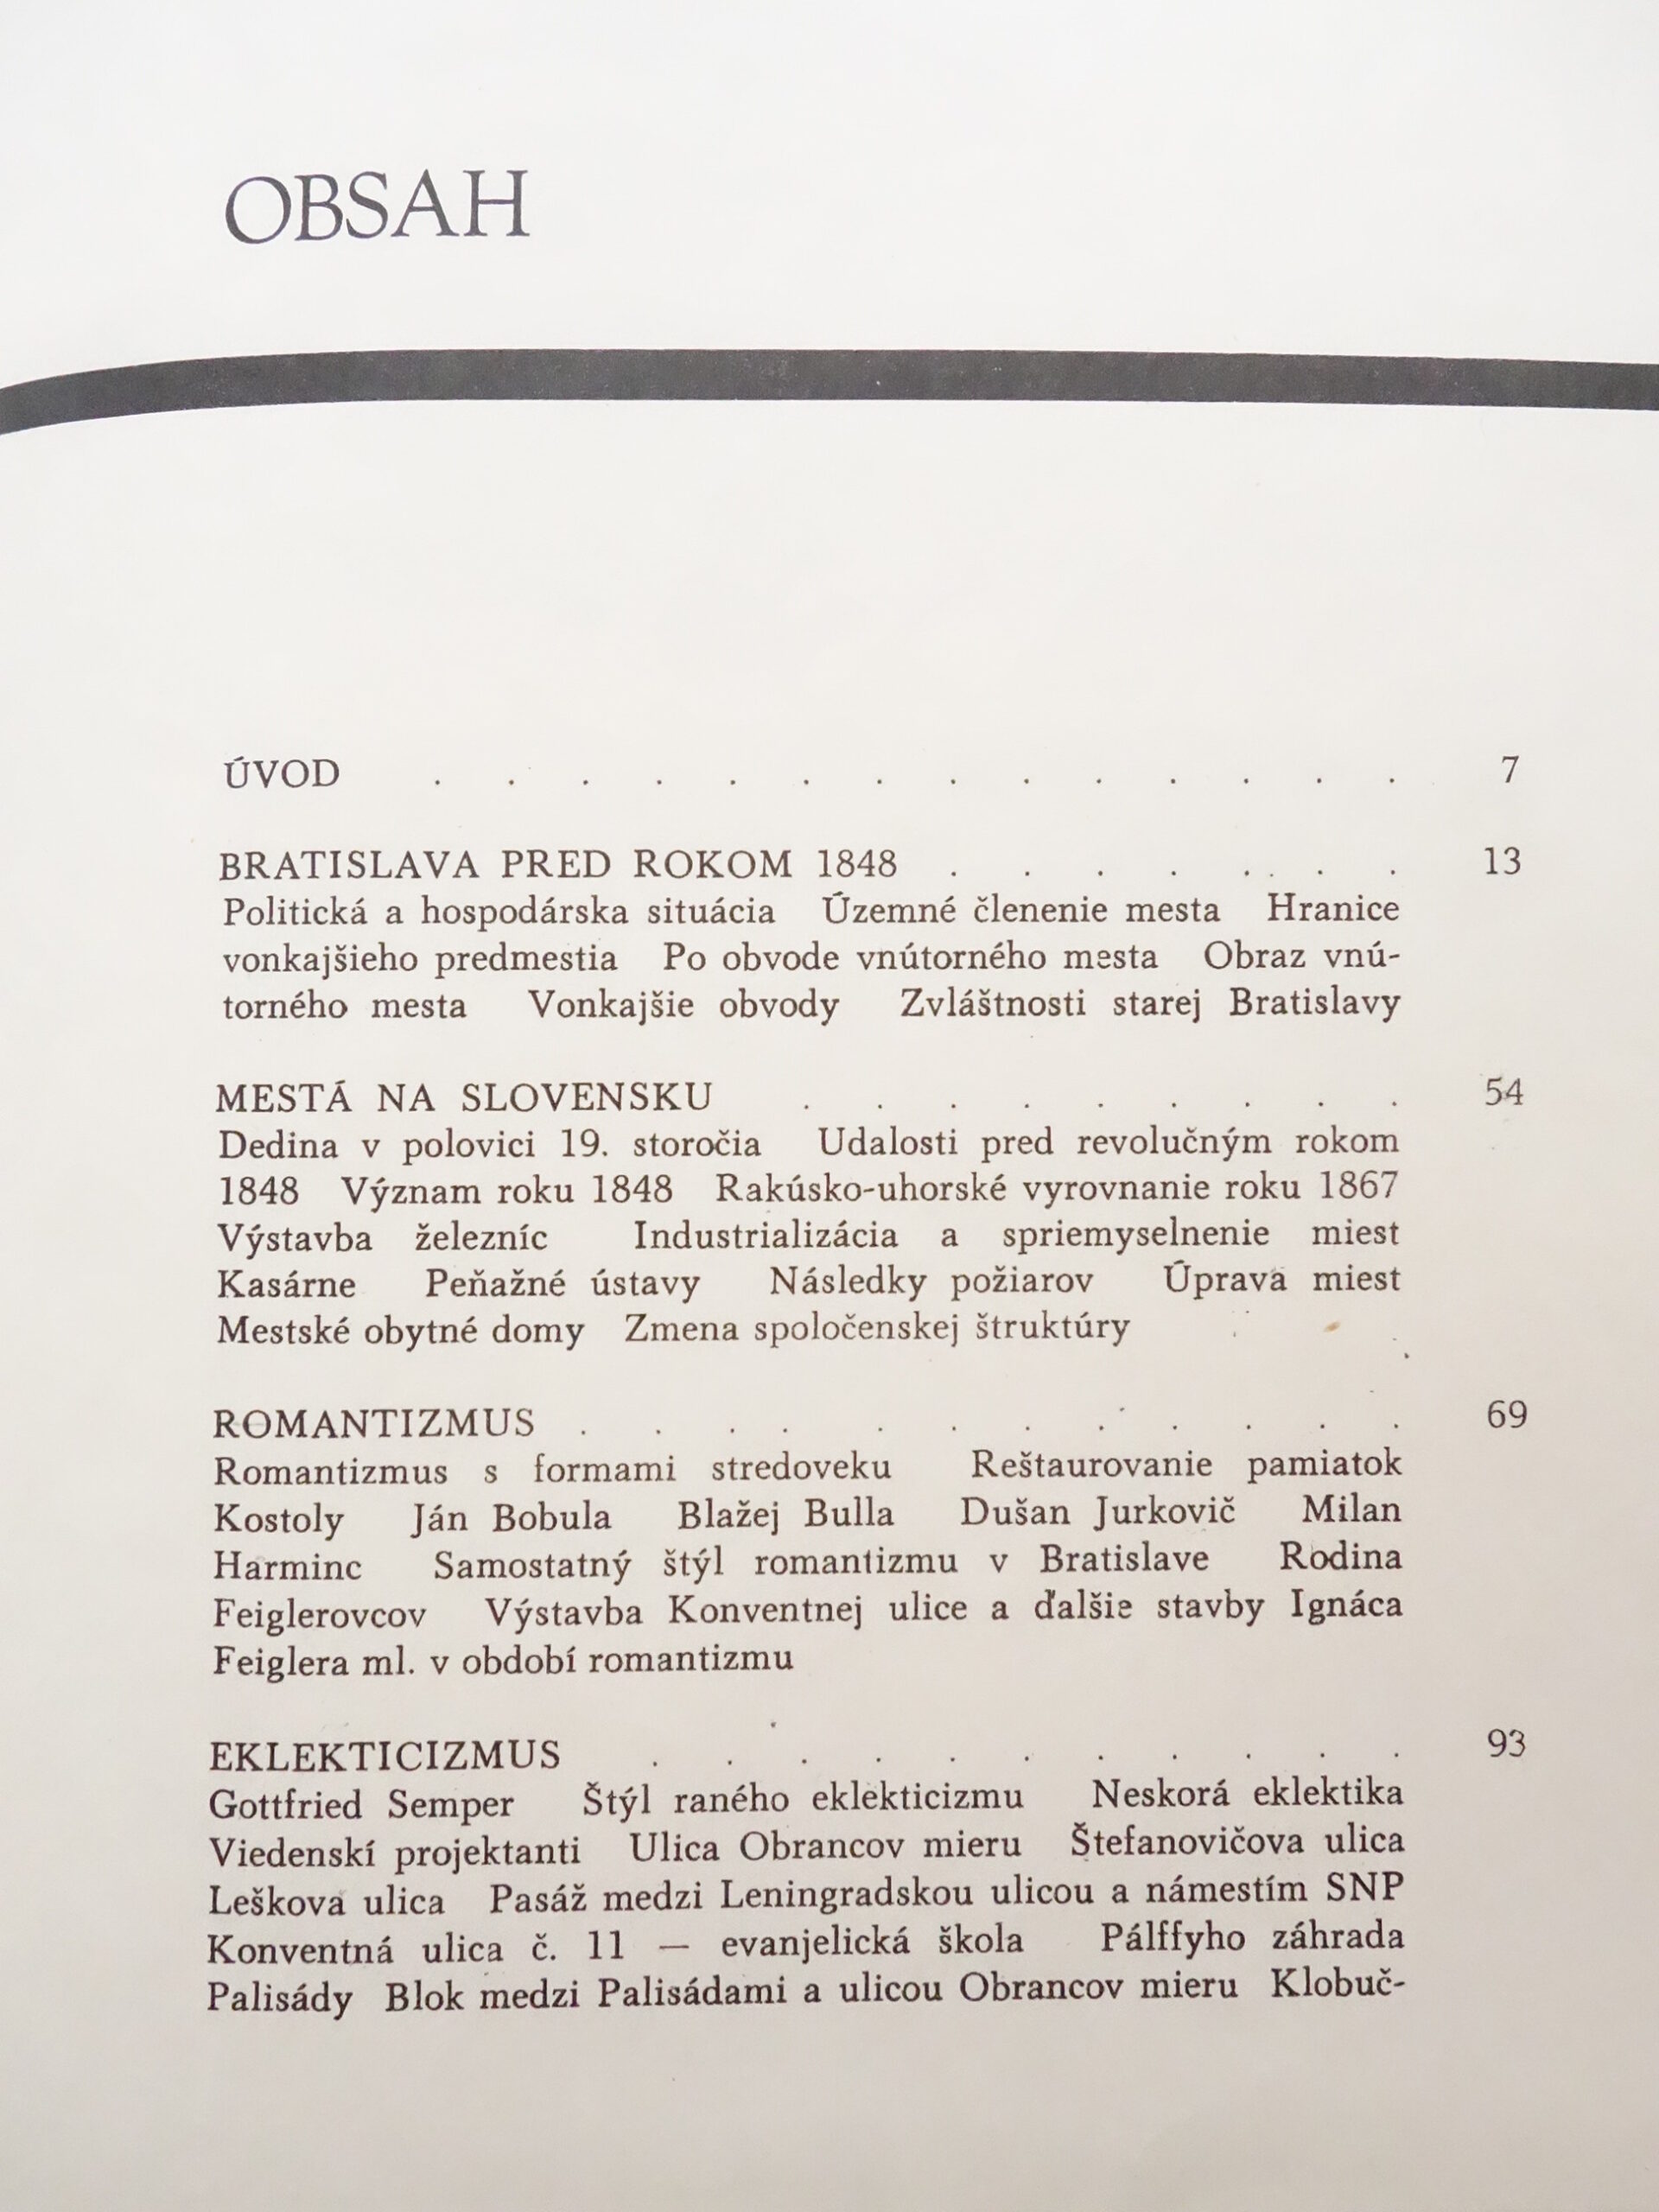 OBSAH
ÚVOD . . . . . . . . . . . . . . 7
BRATISLAVA PRED ROKOM 1848 . . . . . . . . 13
Politická a hospodárska situácia Územné členenie mesta Hranice
vonkajšieho predmestia Po obvode vnútorného mesta Obraz vnú-
torného mesta Vonkajšie obvody Zvláštnosti starej Bratislavy
MESTÁ NA SLOVENSKU . . . . . . . . . 54
Dedina v polovici 19. storočia Udalosti pred revolučným rokom
1848 Význam roku 1848 Rakúsko-uhorské vyrovnanie roku 1867
Výstavba železníc Industrializácia a spriemyselnenie miest
Kasárne Peňažné ústavy Následky požiarov Úprava miest
Mestské obytné domy Zmena spoločenskej štruktúry
ROMANTIZMUS . . . . . . . . . . . . 69
Romantizmus s formami stredoveku Reštaurovanie pamiatok
Kostoly Ján Bobula Blažej Bulla Dušan Jurkovič Milan
Harminc Samostatný štýl romantizmu v Bratislave Rodina
Feiglerovcov Výstavba Konventnej ulice a ďalšie stavby Ignáca
Feiglera ml. v období romantizmu
EKLEKTICIZMUS . . . . . . . . . . . 93
Gottfried Semper Štýl raného eklekticizmu Neskorá eklektika
Viedenskí projektanti Ulica Obrancov mieru Štefanovičova ulica
Leškova ulica Pasáž medzi Leningradskou ulicou a námestím SNP
Konventná ulica č. 11 — evanjelická škola Pálffyho záhrada
Palisády Blok medzi Palisádami a ulicou Obrancov mieru Klobuč-